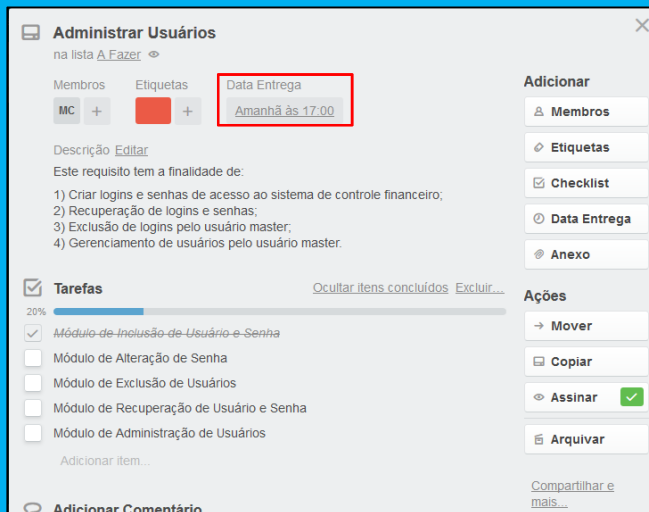 Administrar Usuários
na lista A Fazer
Membros Etiquetas Data Entrega
MC + + Amanhã às 17:00
Descrição Editar
Este requisito tem a finalidade de:
1) Criar logins e senhas de acesso ao sistema de controle financeiro;
2) Recuperação de logins e senhas;
3) Exclusão de logins pelo usuário master;
4) Gerenciamento de usuários pelo usuário master.
Tarefas Ocultar itens concluídos Excluir...
20%
Módulo de Inclusão de Usuário e Senha
Módulo de Alteração de Senha
Módulo de Exclusão de Usuários
Módulo de Recuperação de Usuário e Senha
Módulo de Administração de Usuários
Adicionar item...
Adicionar Comentário
Adicionar
Membros
Etiquetas
Checklist
Data Entrega
Anexo
Ações
Mover
Copiar
Assinar
Arquivar
Compartilhar e
mais...